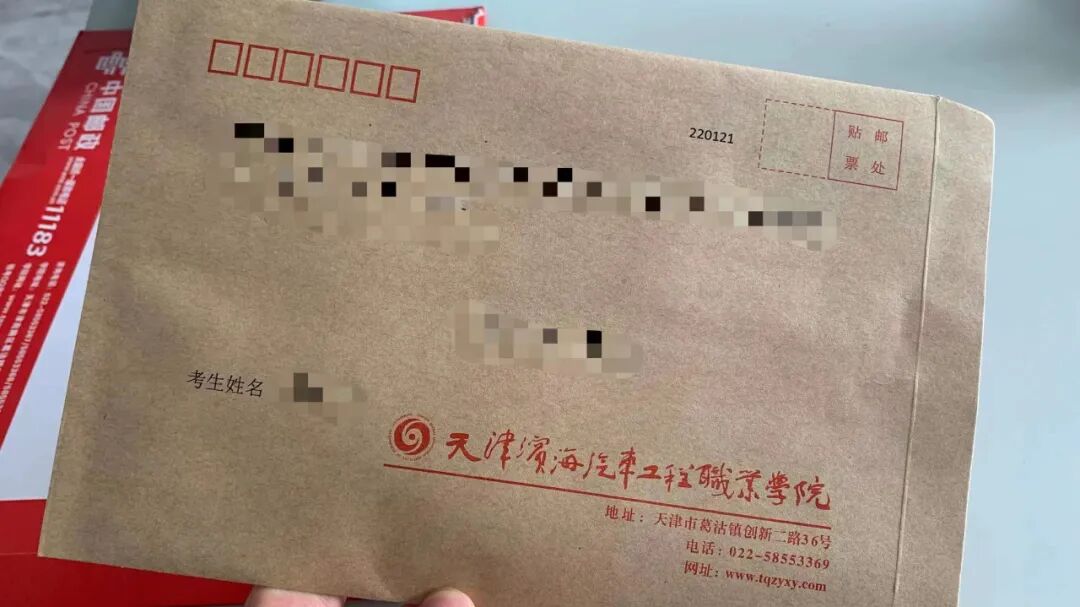 中国邮政
CHINA POST
11183
220121
贴 邮
票 处
考生姓名
天津滨海汽车工程職業学院
地址：天津市葛沽镇创新二路36号
电话：022-58553369
网址：www.tqzyxy.com